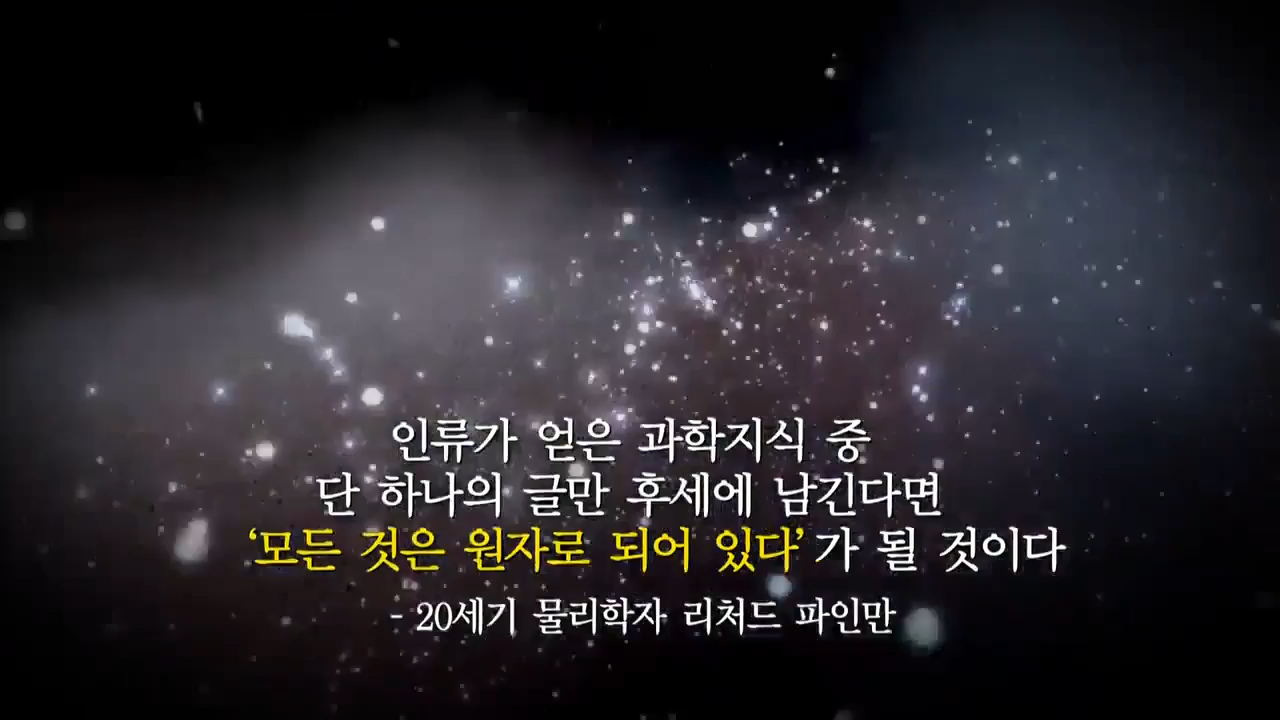 인류가 얻은 과학지식 중
단 하나의 글만 후세에 남긴다면
‘모든 것은 원자로 되어 있다’가 될 것이다
- 20세기 물리학자 리처드 파인만